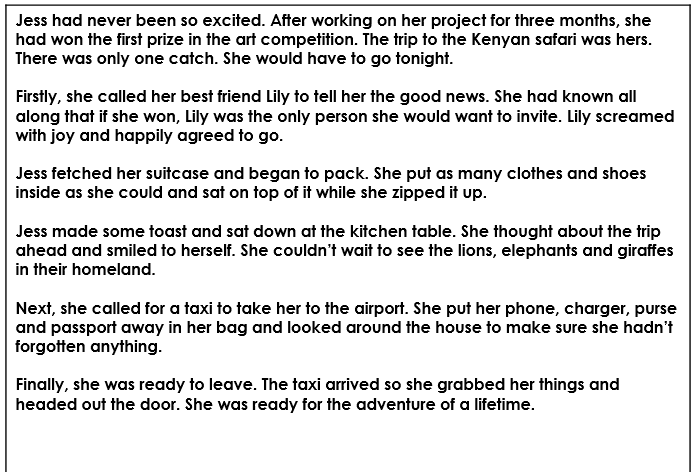 Jess had never been so excited. After working on her project for three months, she
had won the first prize in the art competition. The trip to the Kenyan safari was hers.
There was only one catch. She would have to go tonight.
Firstly, she called her best friend Lily to tell her the good news. She had known all
along that if she won, Lily was the only person she would want to invite. Lily screamed
with joy and happily agreed to go.
Jess fetched her suitcase and began to pack. She put as many clothes and shoes
inside as she could and sat on top of it while she zipped it up.
Jess made some toast and sat down at the kitchen table. She thought about the trip
ahead and smiled to herself. She couldn't wait to see the lions, elephants and giraffes
in their homeland.
Next, she called for a taxi to take her to the airport. She put her phone, charger, purse
and passport away in her bag and looked around the house to make sure she hadn't
forgotten anything.
Finally, she was ready to leave. The taxi arrived so she grabbed her things and
headed out the door. She was ready for the adventure of a lifetime.